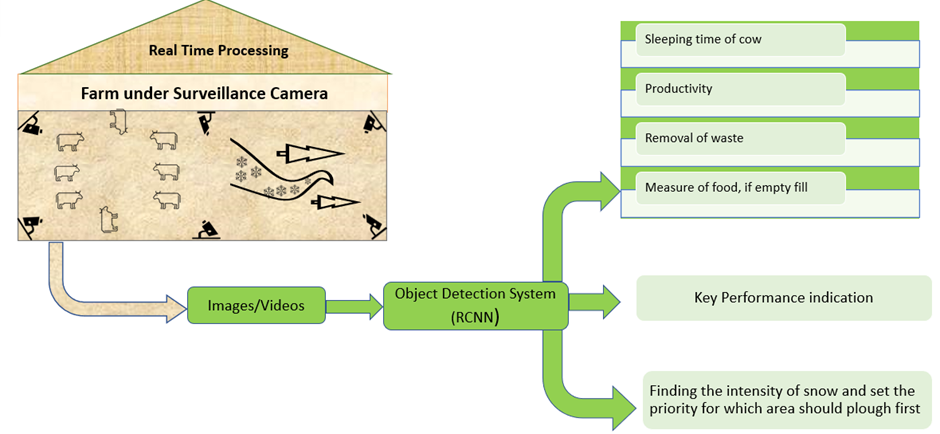 Real Time Processing
Farm under Surveillance Camera
Sleeping time of cow
Productivity
Removal of waste
Measure of food, if empty fill
Images/Videos
Object Detection System
(RCNN)
Key Performance indication
Finding the intensity of snow and set the
priority for which area should plough first